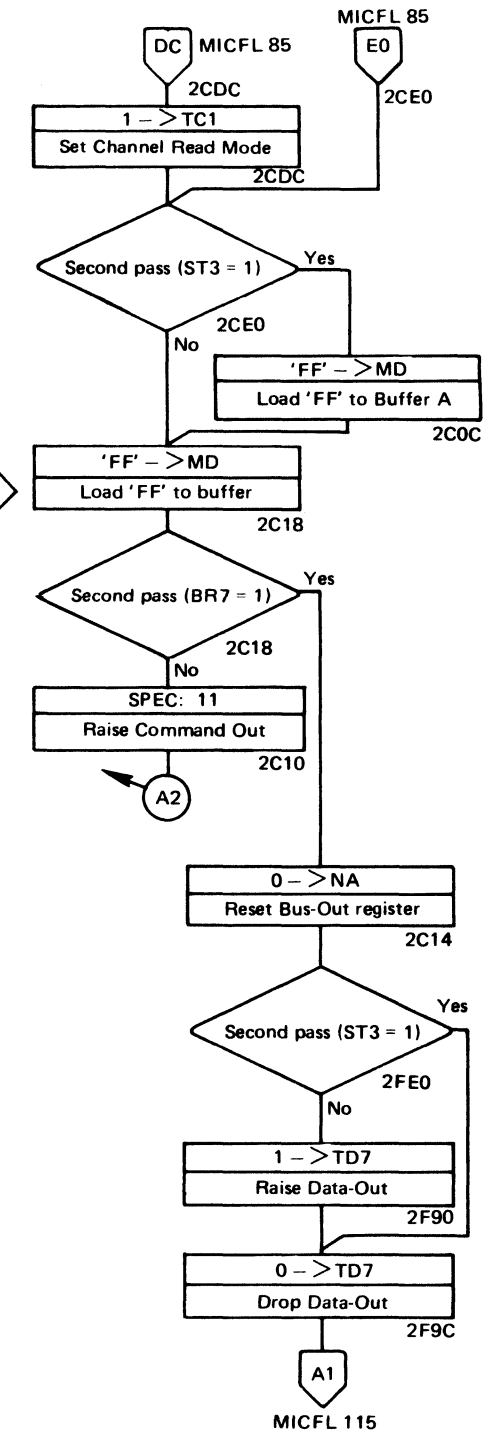 MICFL 85
DC
MICFL 85
E0
2CDC
2CE0
1 –> TC1
Set Channel Read Mode
2CDC
Second pass (ST3 = 1)
Yes
2CE0
No
'FF' –> MD
Load 'FF' to Buffer A
2C0C
'FF' –> MD
Load 'FF' to buffer
2C18
Second pass (BR7 = 1)
Yes
2C18
No
SPEC: 11
Raise Command Out
2C10
A2
0 –> NA
Reset Bus-Out register
2C14
Yes
Second pass (ST3 = 1)
2FE0
No
1 –> TD7
Raise Data-Out
2F90
0 –> TD7
Drop Data-Out
2F9C
A1
MICFL 115